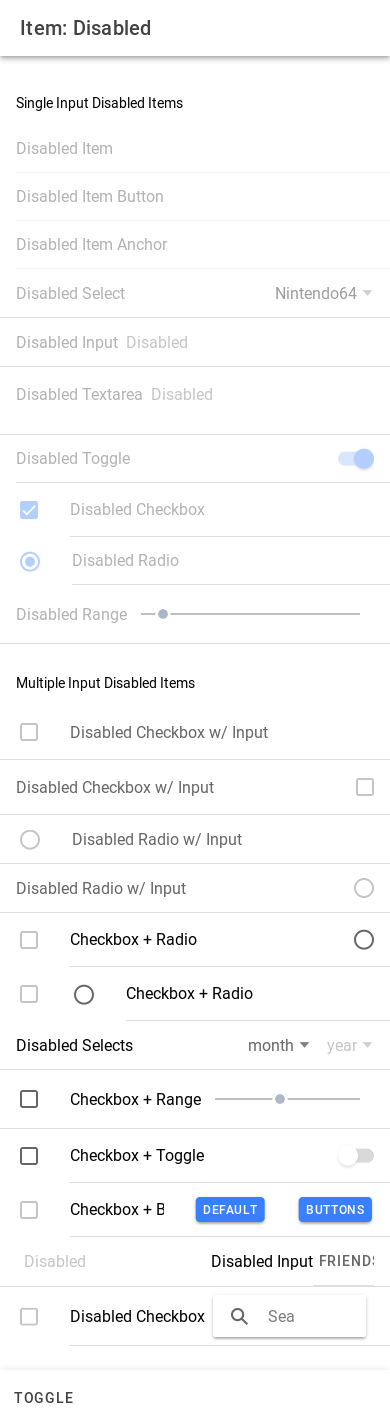 Item: Disabled
Single Input Disabled Items
Disabled Item
Disabled Item Button
Disabled Item Anchor
Disabled Select Nintendo64
Disabled Input Disabled
Disabled Textarea Disabled
Disabled Toggle
Disabled Checkbox
Disabled Radio
Disabled Range
Multiple Input Disabled Items
Disabled Checkbox w/ Input
Disabled Checkbox w/ Input
Disabled Radio w/ Input
Disabled Radio w/ Input
Checkbox + Radio
Checkbox + Radio
Disabled Selects month year
Checkbox + Range
Checkbox + Toggle
Checkbox + B DEFAULT BUTTONS
Disabled Disabled Input FRIENDS
Disabled Checkbox Sea
TOGGLE